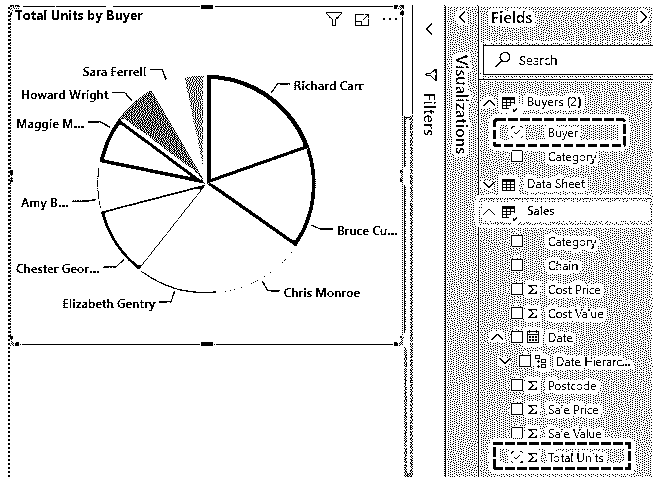 Total Units by Buyer
Sara Ferrell
Richard Carr
Howard Wright
Maggie M...
Amy B...
Bruce Cu...
Chester Geor...
Chris Monroe
Elizabeth Gentry
Filters
Visualizations
Fields
Search
Buyers (2)
Buyer
Category
Data Sheet
Sales
Category
Chain
Cost Price
Cost Value
Date
Date Hierarc...
Postcode
Sale Price
Sale Value
Total Units